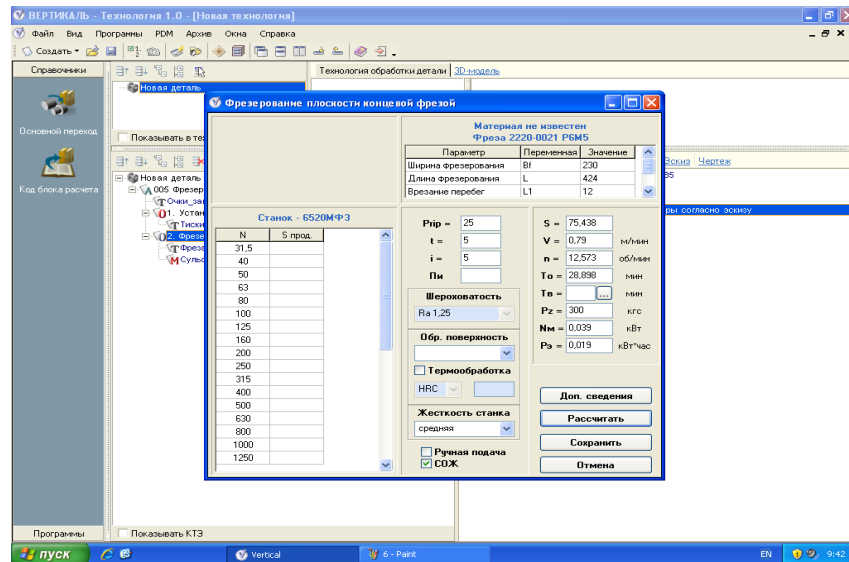 ВЕРТИКАЛЬ - Технология 1.0 - [Новая технология]
Файл Вид Программы PDM Архив Окна Справка
Создать
Справочники
Технология обработки детали 3D-модель
Новая деталь
Основной переход
Код блока расчета
Показывать в те
Эскиз Чертеж
Новая деталь
005 Фрезер
Очки_за
1. Устан
Тиски
2. Фрезе
Фреза
Сульс
ры согласно эскизу
Фрезерование плоскости концевой фрезой
Материал не известен
Фреза 2220-0021 Р6М5
Параметр Переменная Значение
Ширина фрезерования Bf 230
Длина фрезерования L 424
Врезание перебег L1 12
Станок - 6520МФ3
N S прод.
31,5
40
50
63
80
100
125
160
200
250
315
400
500
630
800
1000
1250
Prip = 25
t = 5
i = 5
Пи
Шероховатость
Ra 1,25
Обр. поверхность
Термообработка
HRC
Жесткость станка
средняя
Ручная подача
СОЖ
S = 75,438
V = 0,79 м/мин
n = 12,573 об/мин
То = 28,898 мин
Тв = ... мин
Pz = 300 кгс
Nм = 0,039 кВт
Рэ = 0,019 кВт*час
Доп. сведения
Рассчитать
Сохранить
Отмена
Программы
Показывать КТЭ
пуск
Vertical
6 - Paint
EN
9:42